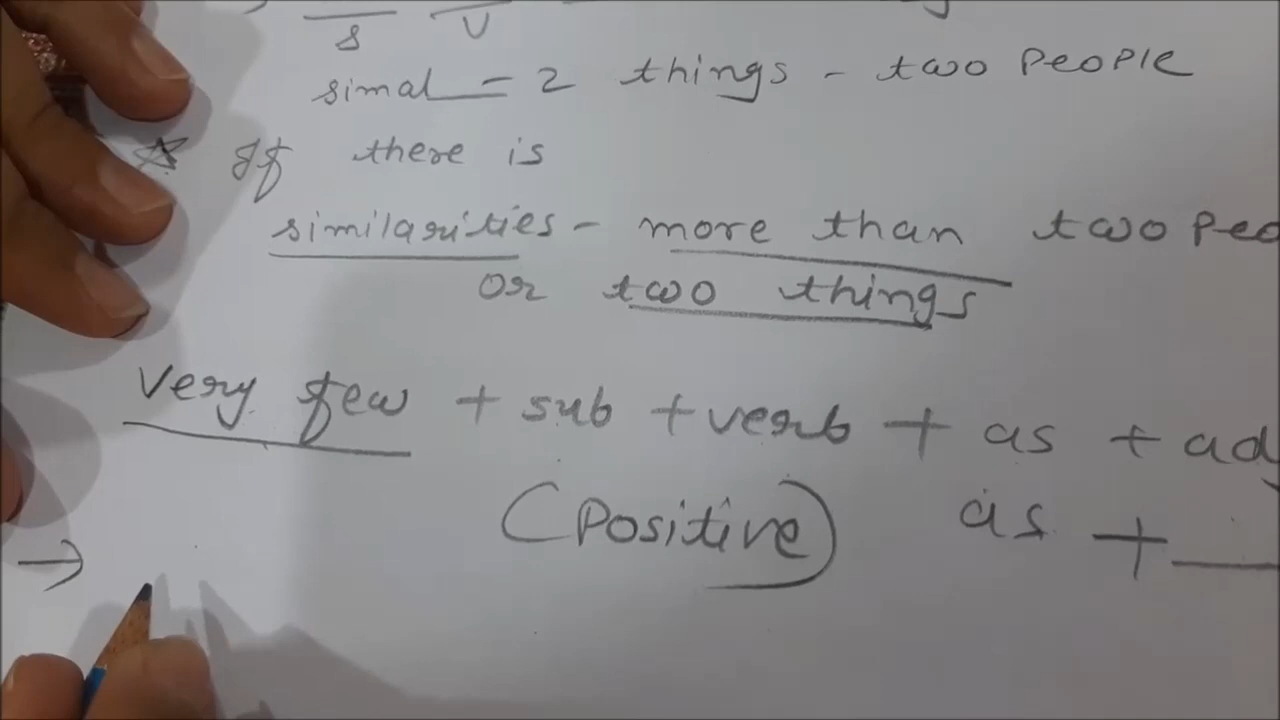 S V
simal = 2 things - two People
☆ If there is
similarities - more than two Peo
or two things
very few + sub + verb + as + ad
(Positive) as + __
→